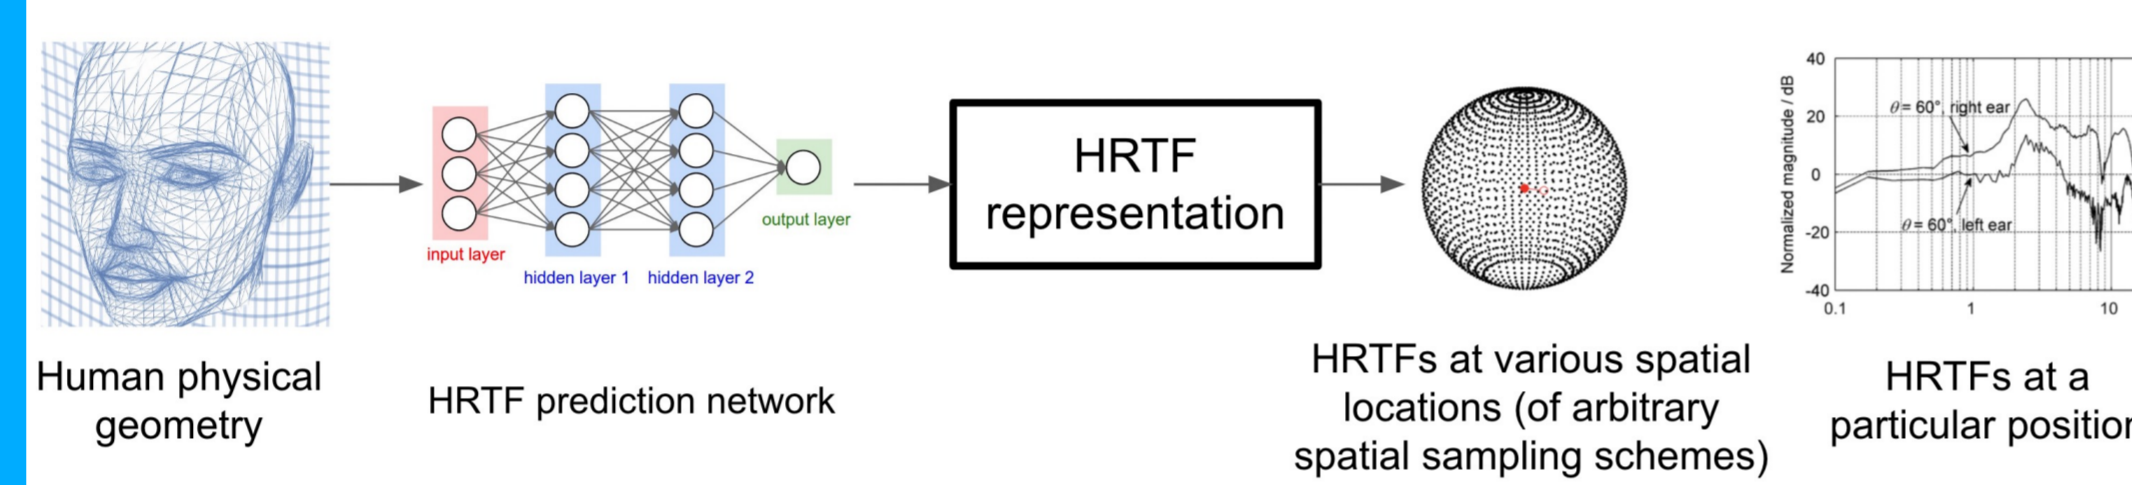 Human physical
geometry
input layer
hidden layer 1
hidden layer 2
output layer
HRTF prediction network
HRTF
representation
HRTFs at various spatial
locations (of arbitrary
spatial sampling schemes)
Normalized magnitude / dB
40
20
0
-20
-40
θ = 60°, right ear
θ = 60°, left ear
0.1
1
10
HRTFs at a
particular position